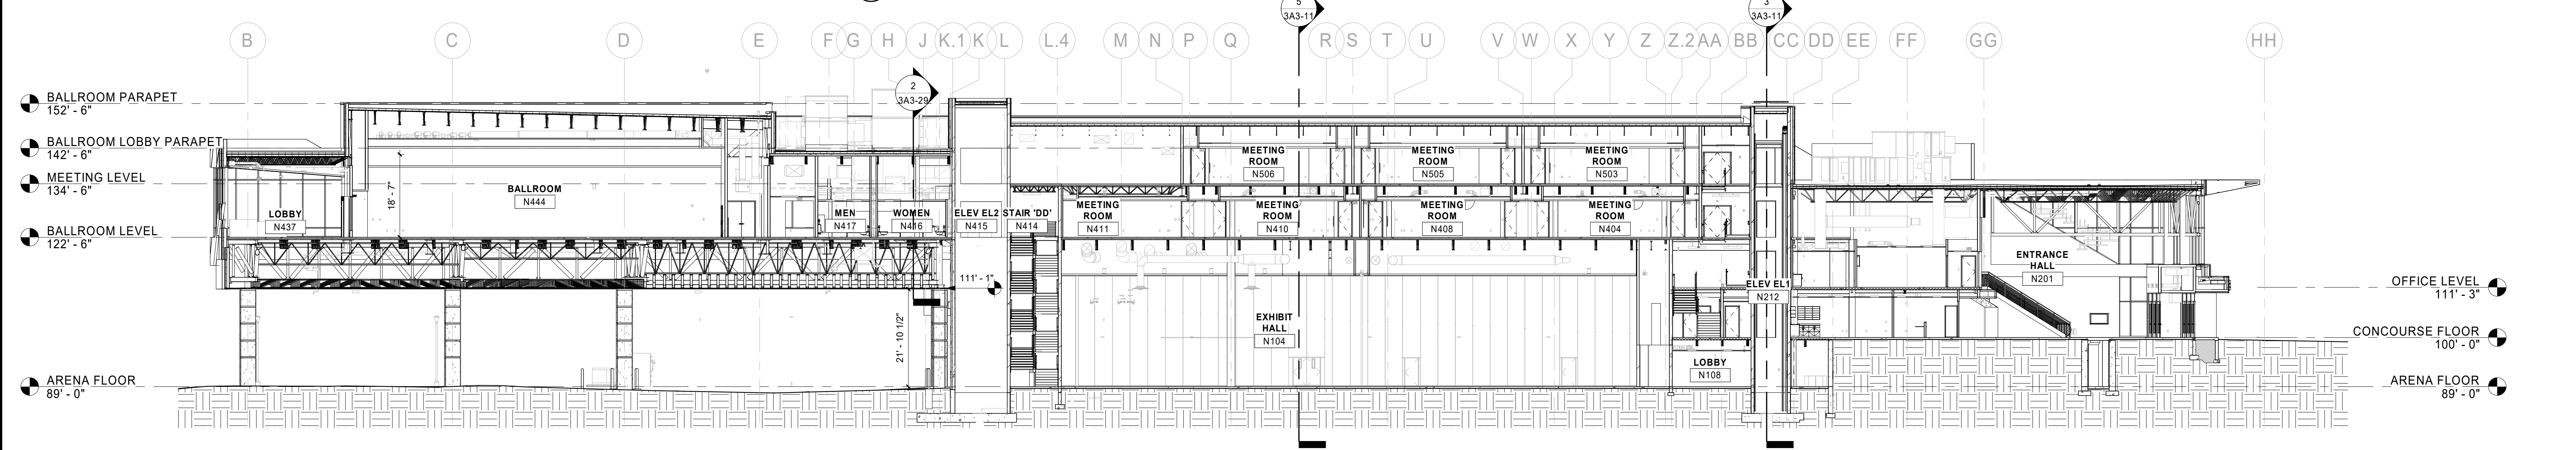 5
3A3-11
3
3A3-11
B
C
D
E
F
G
H
J
K.1
K
L
L.4
M
N
P
Q
R
S
T
U
V
W
X
Y
Z
Z.2
AA
BB
CC
DD
EE
FF
GG
HH
2
3A3-29
BALLROOM PARAPET
152' - 6"
BALLROOM LOBBY PARAPET
142' - 6"
MEETING LEVEL
134' - 6"
BALLROOM LEVEL
122' - 6"
ARENA FLOOR
89' - 0"
LOBBY
N437
18' - 7"
BALLROOM
N444
MEN
N417
WOMEN
N416
ELEV EL2
N415
STAIR 'DD'
N414
111' - 1"
21' - 10 1/2"
MEETING
ROOM
N506
MEETING
ROOM
N505
MEETING
ROOM
N503
MEETING
ROOM
N411
MEETING
ROOM
N410
MEETING
ROOM
N408
MEETING
ROOM
N404
EXHIBIT
HALL
N104
LOBBY
N108
ELEV EL1
N212
ENTRANCE
HALL
N201
OFFICE LEVEL
111' - 3"
CONCOURSE FLOOR
100' - 0"
ARENA FLOOR
89' - 0"